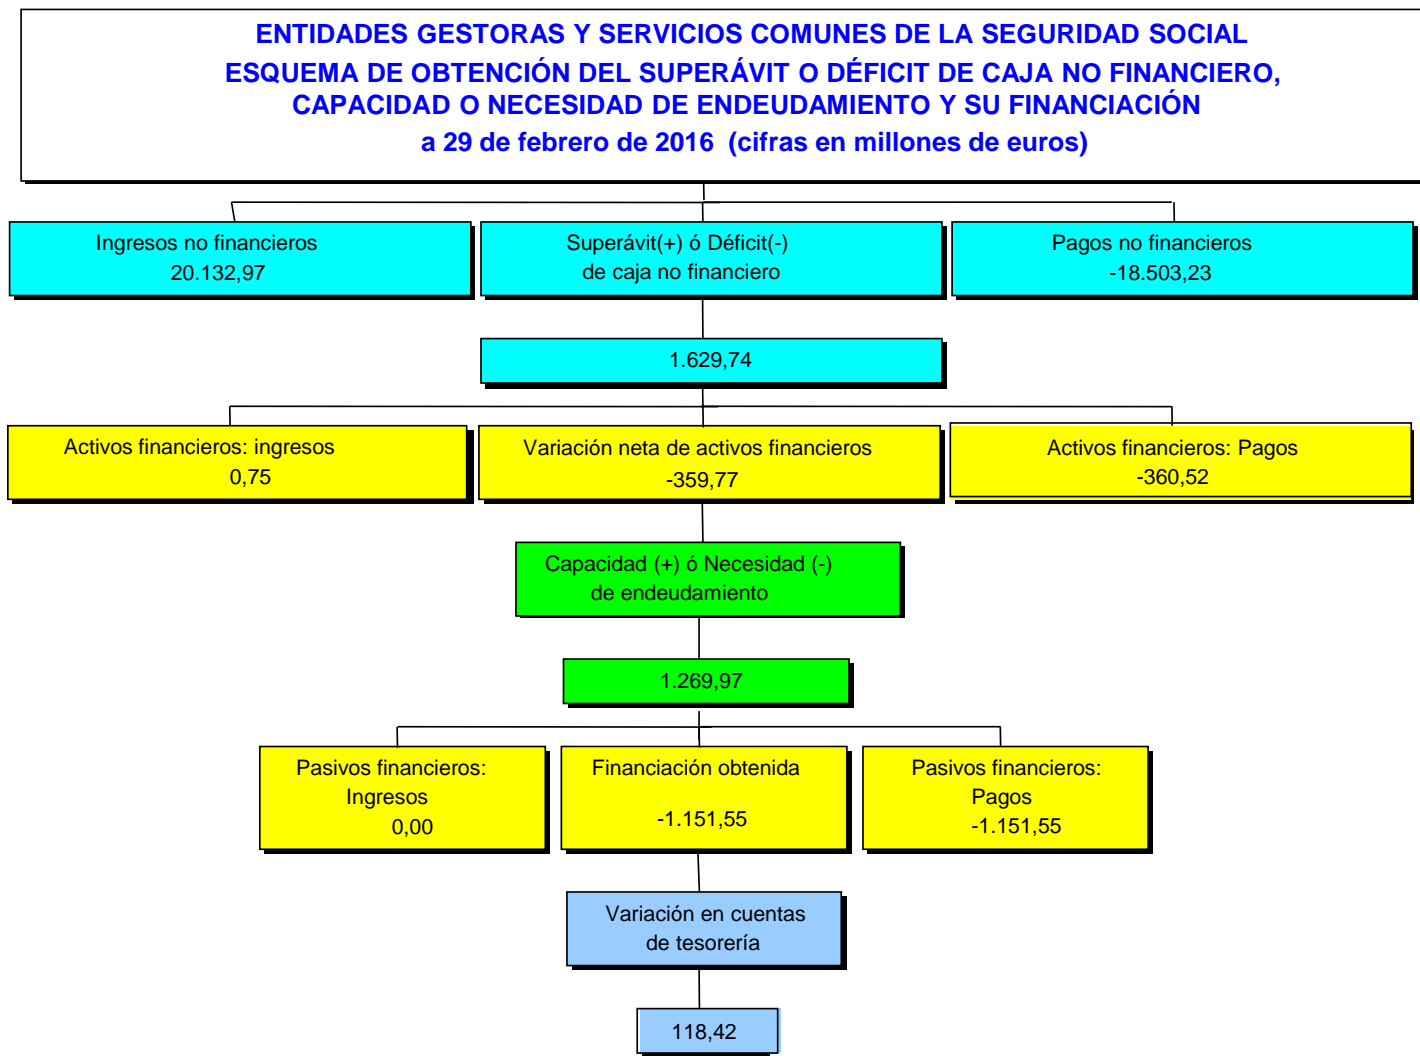 ENTIDADES GESTORAS Y SERVICIOS COMUNES DE LA SEGURIDAD SOCIAL
ESQUEMA DE OBTENCIÓN DEL SUPERÁVIT O DÉFICIT DE CAJA NO FINANCIERO,
CAPACIDAD O NECESIDAD DE ENDEUDAMIENTO Y SU FINANCIACIÓN
a 29 de febrero de 2016 (cifras en millones de euros)
Ingresos no financieros
20.132,97
Superávit(+) ó Déficit(-)
de caja no financiero
Pagos no financieros
-18.503,23
1.629,74
Activos financieros: ingresos
0,75
Variación neta de activos financieros
-359,77
Activos financieros: Pagos
-360,52
Capacidad (+) ó Necesidad (-)
de endeudamiento
1.269,97
Pasivos financieros:
Ingresos
0,00
Financiación obtenida
-1.151,55
Pasivos financieros:
Pagos
-1.151,55
Variación en cuentas
de tesorería
118,42